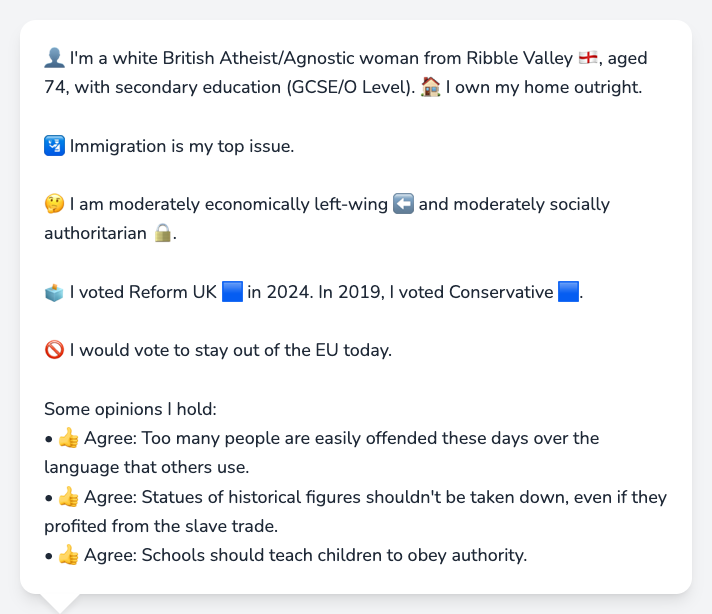 👤 I'm a white British Atheist/Agnostic woman from Ribble Valley 🏴󠁧󠁢󠁥󠁮󠁧󠁿, aged
74, with secondary education (GCSE/O Level). 🏠 I own my home outright.
🛂 Immigration is my top issue.
🤔 I am moderately economically left-wing ⬅️ and moderately socially
authoritarian 🔒.
🗳️ I voted Reform UK 🟦 in 2024. In 2019, I voted Conservative 🟦.
🚫 I would vote to stay out of the EU today.
Some opinions I hold:
• 👍 Agree: Too many people are easily offended these days over the
language that others use.
• 👍 Agree: Statues of historical figures shouldn't be taken down, even if they
profited from the slave trade.
• 👍 Agree: Schools should teach children to obey authority.